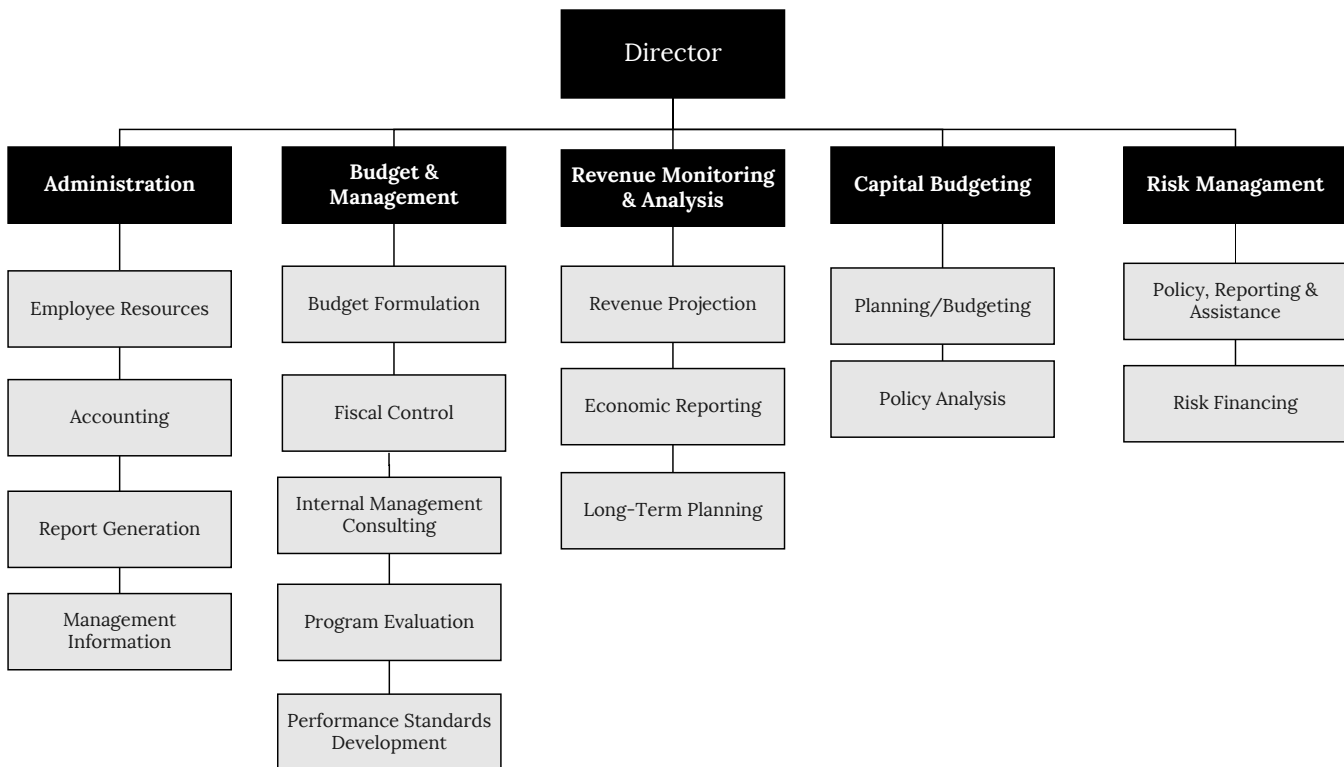 Director
Administration
Budget &
Management
Revenue Monitoring
& Analysis
Capital Budgeting
Risk Managament
Employee Resources
Accounting
Report Generation
Management
Information
Budget Formulation
Fiscal Control
Internal Management
Consulting
Program Evaluation
Performance Standards
Development
Revenue Projection
Economic Reporting
Long-Term Planning
Planning/Budgeting
Policy Analysis
Policy, Reporting &
Assistance
Risk Financing